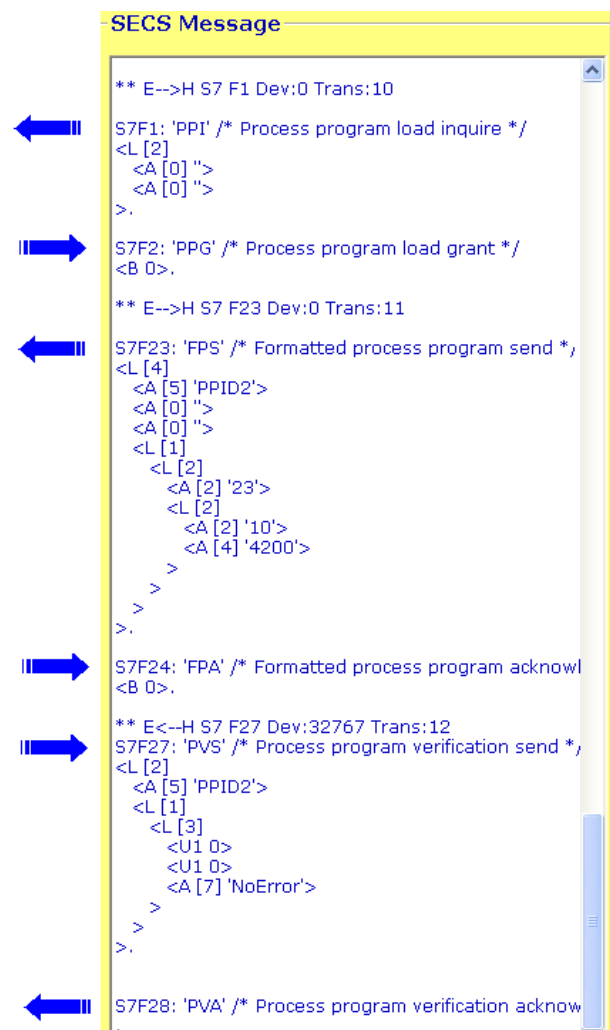 SECS Message
** E-->H S7 F1 Dev:0 Trans:10
S7F1: 'PPI' /* Process program load inquire */
<L [2]
<A [0] ''>
<A [0] ''>
>.
S7F2: 'PPG' /* Process program load grant */
<B 0>.
** E-->H S7 F23 Dev:0 Trans:11
S7F23: 'FPS' /* Formatted process program send */
<L [4]
<A [5] 'PPID2'>
<A [0] ''>
<A [0] ''>
<L [1]
<L [2]
<A [2] '23'>
<L [2]
<A [2] '10'>
<A [4] '4200'>
>
>
>
>.
S7F24: 'FPA' /* Formatted process program acknowl
<B 0>.
** E<--H S7 F27 Dev:32767 Trans:12
S7F27: 'PVS' /* Process program verification send */
<L [2]
<A [5] 'PPID2'>
<L [1]
<L [3]
<U1 0>
<U1 0>
<A [7] 'NoError'>
>
>
>.
S7F28: 'PVA' /* Process program verification acknow